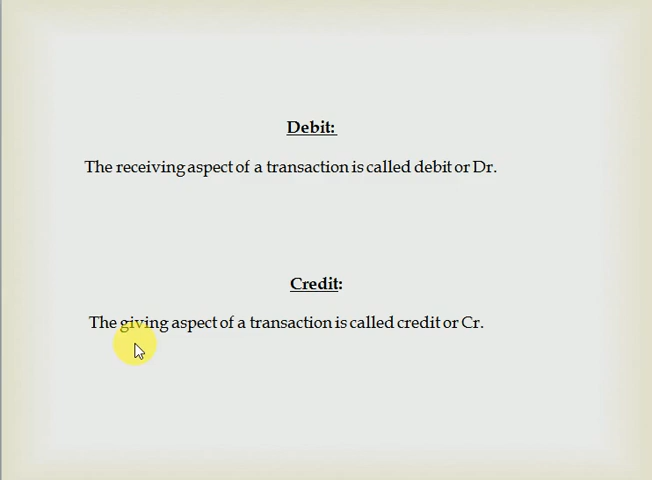 Debit:
The receiving aspect of a transaction is called debit or Dr.
Credit:
The giving aspect of a transaction is called credit or Cr.